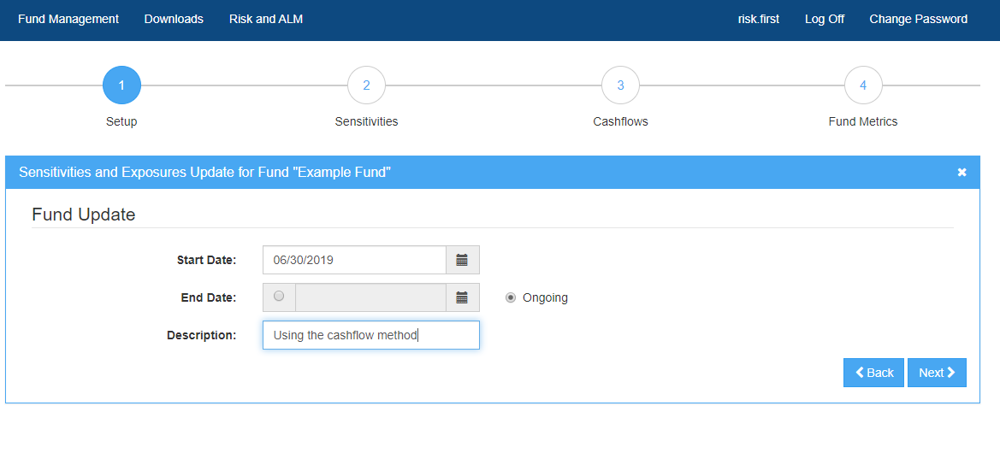 Fund Management Downloads Risk and ALM risk.first Log Off Change Password
1 2 3 4
Setup Sensitivities Cashflows Fund Metrics
Sensitivities and Exposures Update for Fund "Example Fund"
Fund Update
Start Date: 06/30/2019
End Date: Ongoing
Description: Using the cashflow method
Back Next